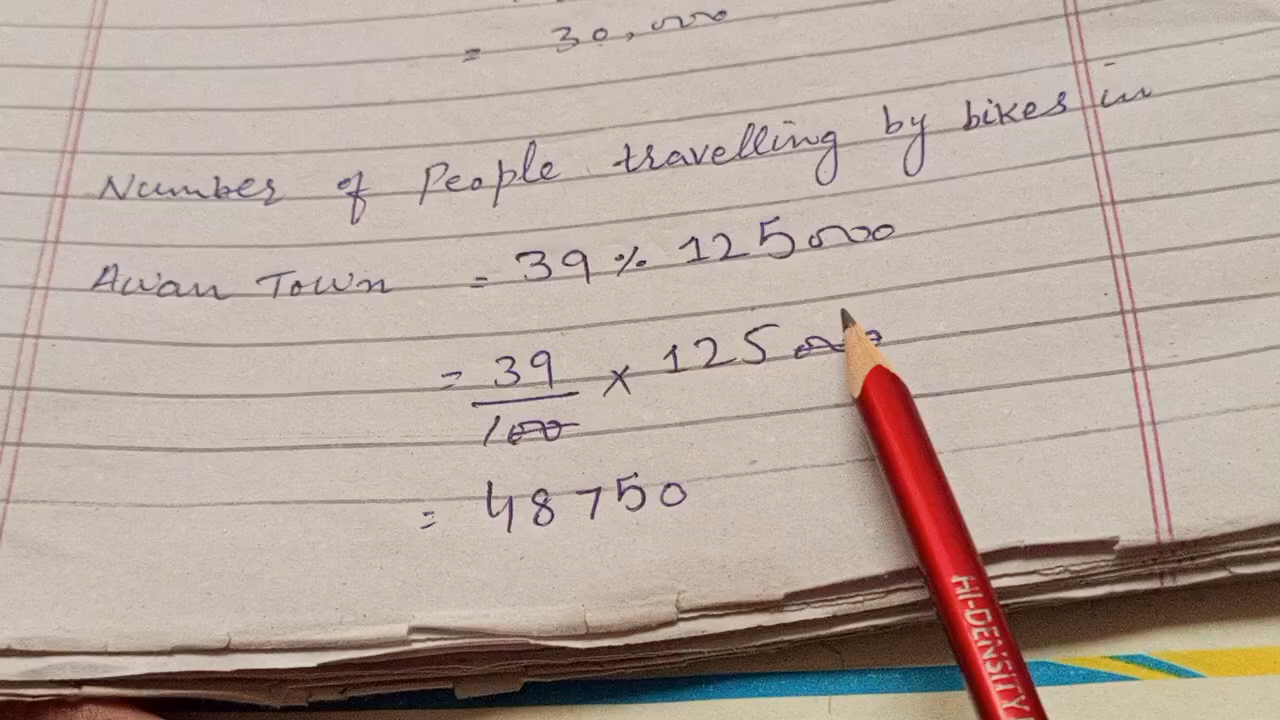 = 30,000
Number of People travelling by bikes in
Awan Town = 39 % 125000
= 39/100 × 125000
= 48750
HI-DENSITY